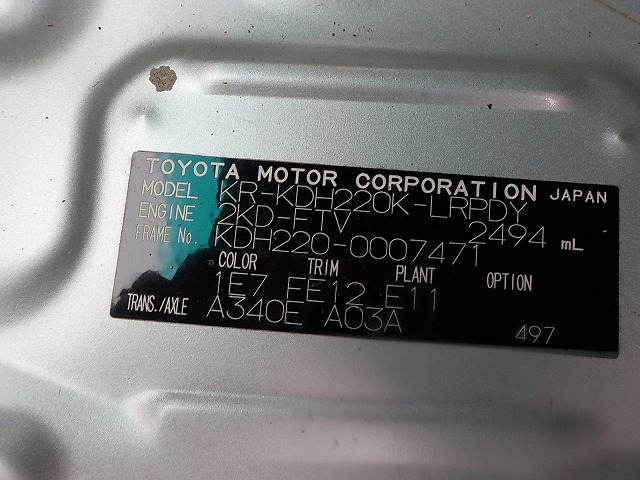 TOYOTA MOTOR CORPORATION JAPAN
MODEL KR-KDH220K-LRPDY
ENGINE 2KD-FTV 2494 mL
FRAME No. KDH220-0007471
COLOR TRIM PLANT OPTION
1E7 FE12 E11
TRANS./AXLE A340E A03A
497